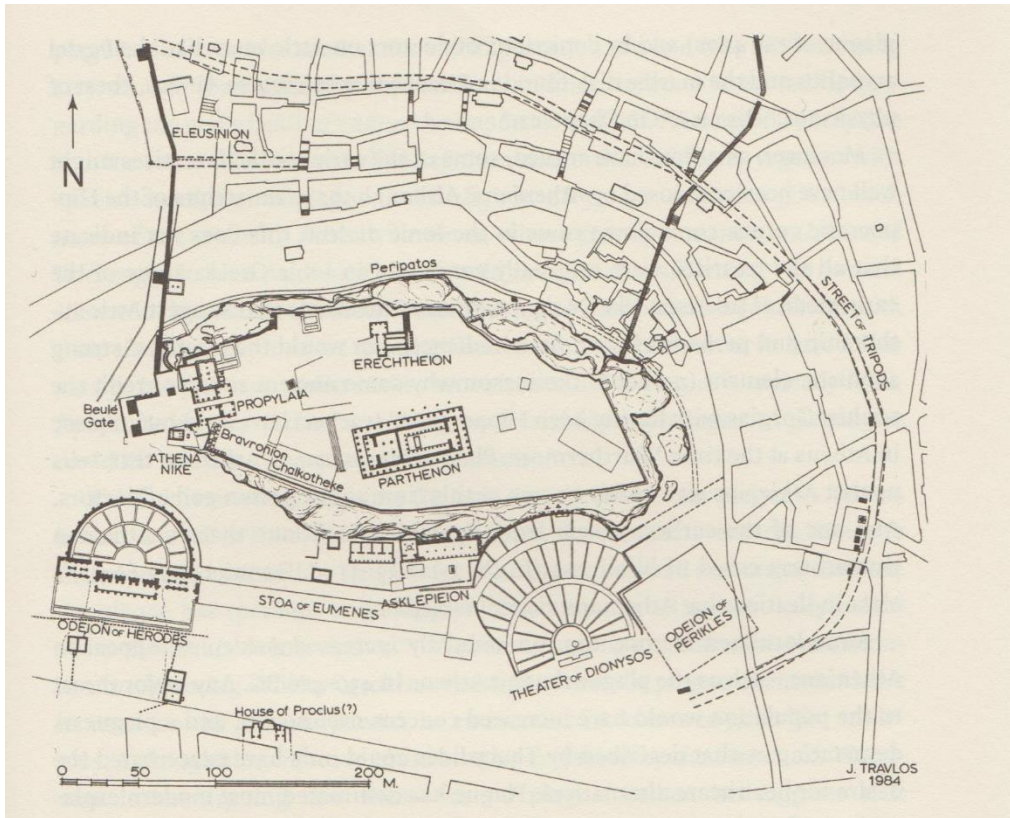 ELEUSINION
N
Peripatos
STREET OF TRIPODS
ERECHTHEION
PROPYLAIA
Beulé
Gate
ATHENA
NIKE
Bravronion
Chalkotheke
PARTHENON
ASKLEPIEION
STOA OF EUMENES
ODEION OF HERODES
THEATER OF DIONYSOS
ODEION OF
PERIKLES
House of Proclus(?)
0 50 100 200 M.
J. TRAVLOS
1984